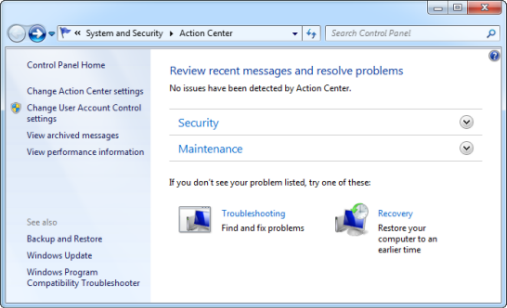 « System and Security ▸ Action Center
Search Control Panel
Control Panel Home
Change Action Center settings
Change User Account Control
settings
View archived messages
View performance information
See also
Backup and Restore
Windows Update
Windows Program
Compatibility Troubleshooter
Review recent messages and resolve problems
No issues have been detected by Action Center.
Security
Maintenance
If you don't see your problem listed, try one of these:
Troubleshooting
Find and fix problems
Recovery
Restore your
computer to an
earlier time